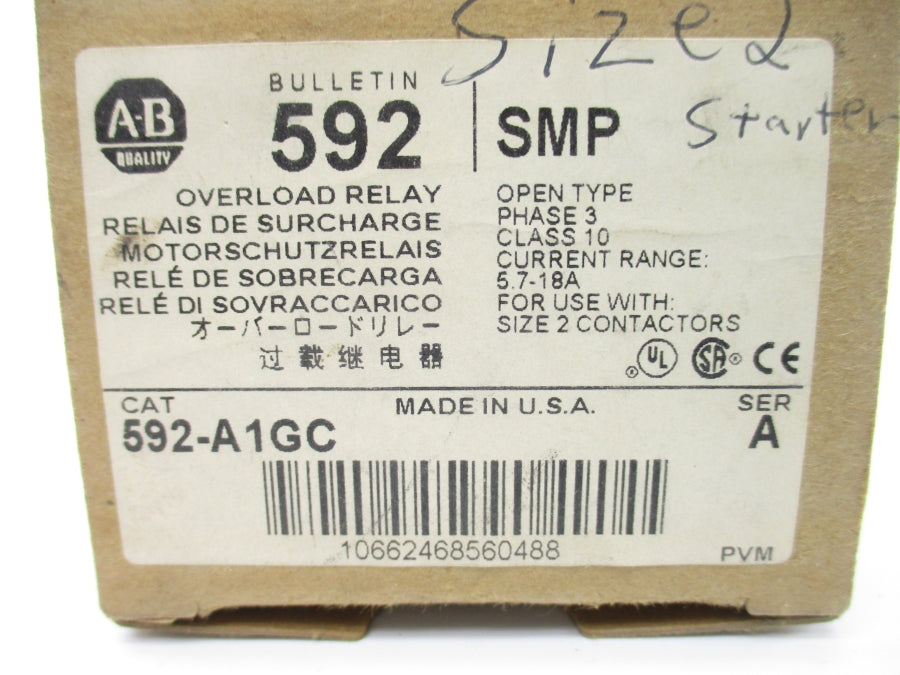 Size 2
Starter
A-B
QUALITY
BULLETIN
592
SMP
OVERLOAD RELAY
RELAIS DE SURCHARGE
MOTORSCHUTZRELAIS
RELÉ DE SOBRECARGA
RELÉ DI SOVRACCARICO
オーバーロードリレー
过载继电器
OPEN TYPE
PHASE 3
CLASS 10
CURRENT RANGE:
5.7-18A
FOR USE WITH:
SIZE 2 CONTACTORS
UL ® SA ® CE
CAT
592-A1GC
MADE IN U.S.A.
SER
A
10662468560488
PVM